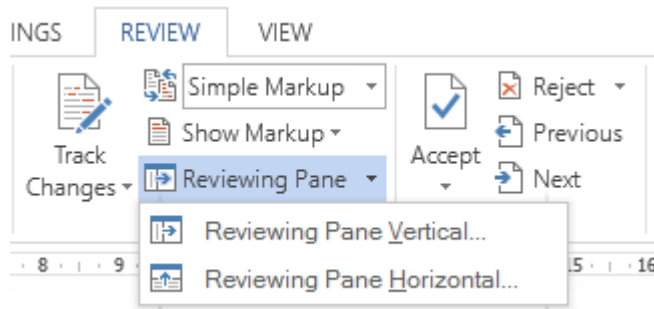 INGS REVIEW VIEW
Simple Markup
Show Markup
Reviewing Pane
Track
Changes
Accept
Reject
Previous
Next
Reviewing Pane Vertical...
Reviewing Pane Horizontal...
8 9 15 16